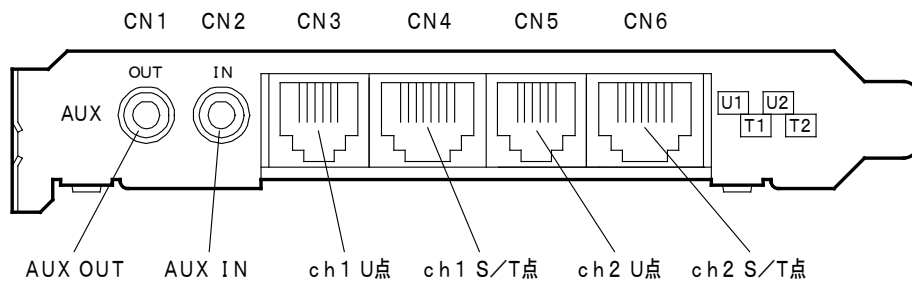 CN1 CN2 CN3 CN4 CN5 CN6
OUT IN
AUX
U1 U2
T1 T2
AUX OUT AUX IN ch1 U点 ch1 S／T点 ch2 U点 ch2 S／T点